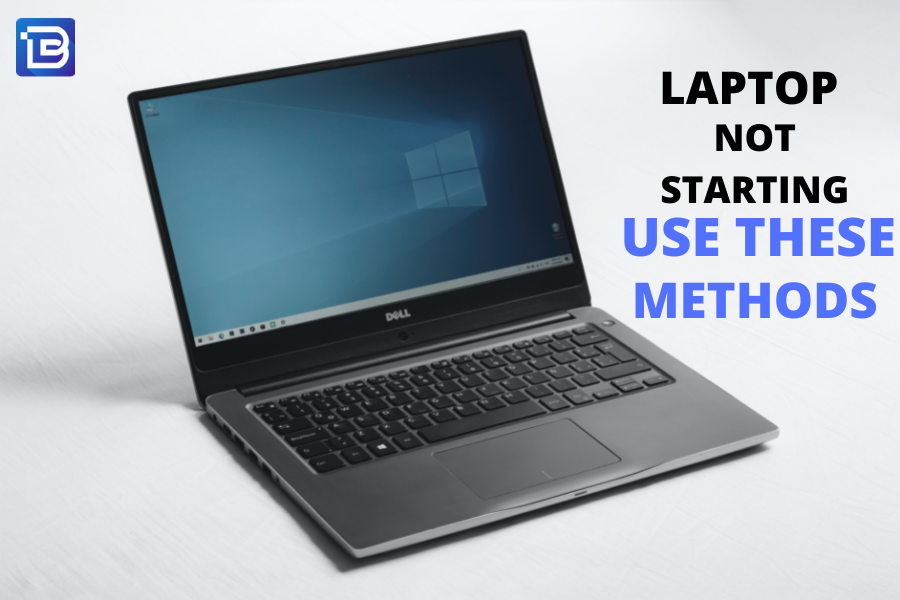 LAPTOP
NOT
STARTING
USE THESE
METHODS
DELL